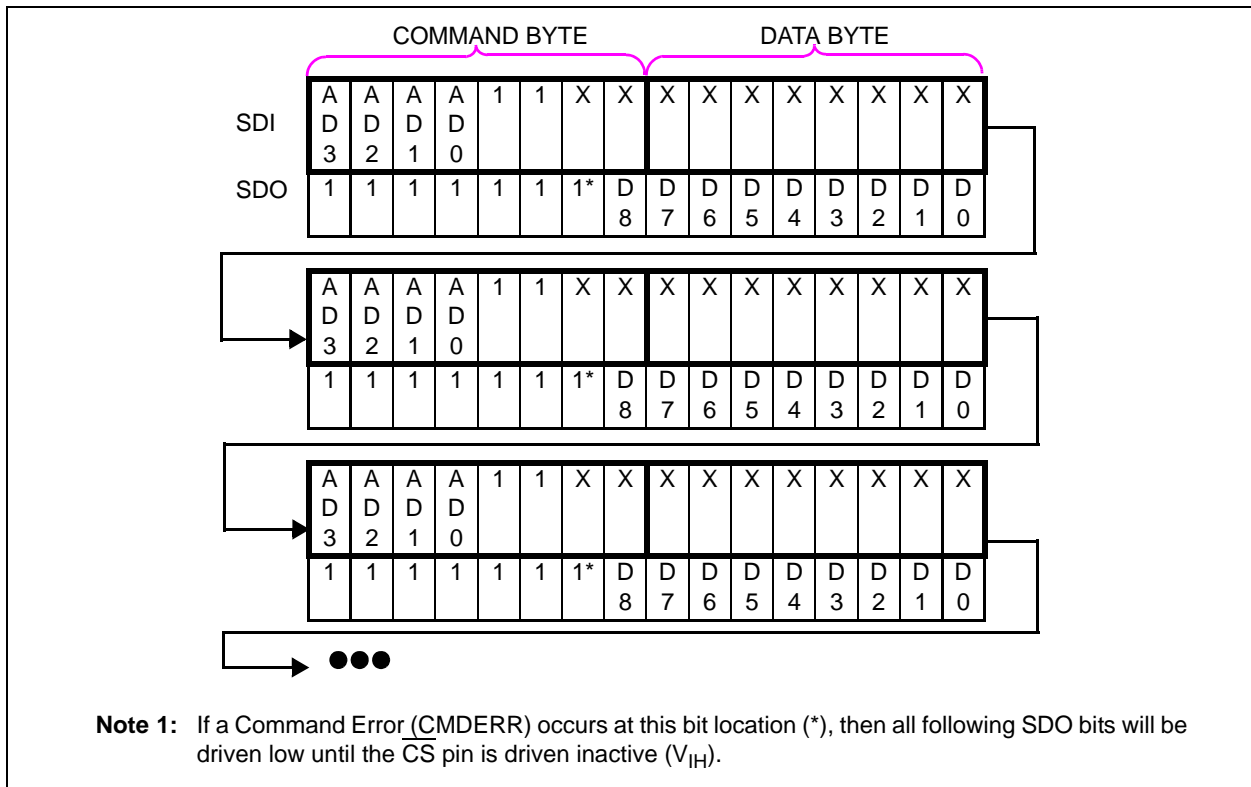 COMMAND BYTE DATA BYTE
SDI
A A A A 1 1 X X X X X X X X X X
D D D D
3 2 1 0
SDO
1 1 1 1 1 1 1* D D D D D D D D D
8 7 6 5 4 3 2 1 0
A A A A 1 1 X X X X X X X X X X
D D D D
3 2 1 0
1 1 1 1 1 1 1* D D D D D D D D D
8 7 6 5 4 3 2 1 0
A A A A 1 1 X X X X X X X X X X
D D D D
3 2 1 0
1 1 1 1 1 1 1* D D D D D D D D D
8 7 6 5 4 3 2 1 0
Note 1: If a Command Error (CMDERR) occurs at this bit location (*), then all following SDO bits will be
driven low until the CS pin is driven inactive (VIH).